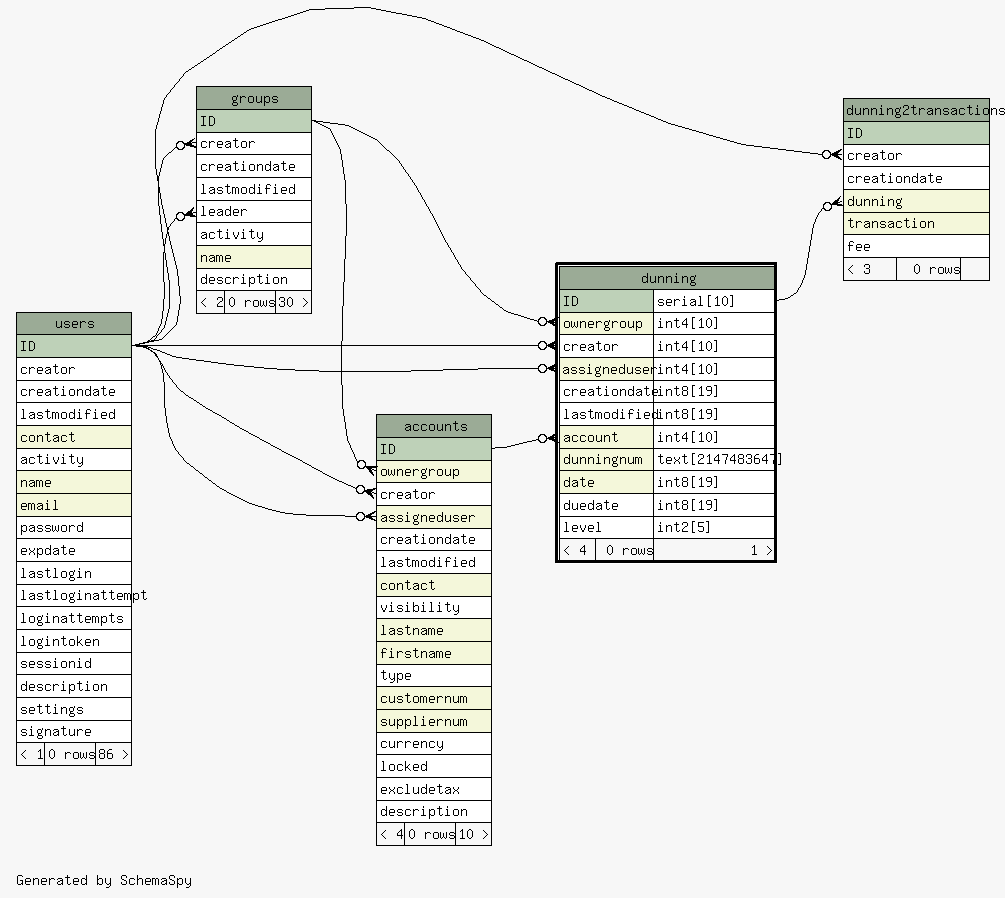 groups
ID
creator
creationdate
lastmodified
leader
activity
name
description
< 2 0 rows 30 >
dunning2transactions
ID
creator
creationdate
dunning
transaction
fee
< 3 0 rows
dunning
ID serial[10]
ownergroup int4[10]
creator int4[10]
assigneduser int4[10]
creationdate int8[19]
lastmodified int8[19]
account int4[10]
dunningnum text[2147483647]
date int8[19]
duedate int8[19]
level int2[5]
< 4 0 rows 1 >
users
ID
creator
creationdate
lastmodified
contact
activity
name
email
password
expdate
lastlogin
lastloginattempt
loginattempts
logintoken
sessionid
description
settings
signature
< 1 0 rows 86 >
accounts
ID
ownergroup
creator
assigneduser
creationdate
lastmodified
contact
visibility
lastname
firstname
type
customernum
suppliernum
currency
locked
excludetax
description
< 4 0 rows 10 >
Generated by SchemaSpy